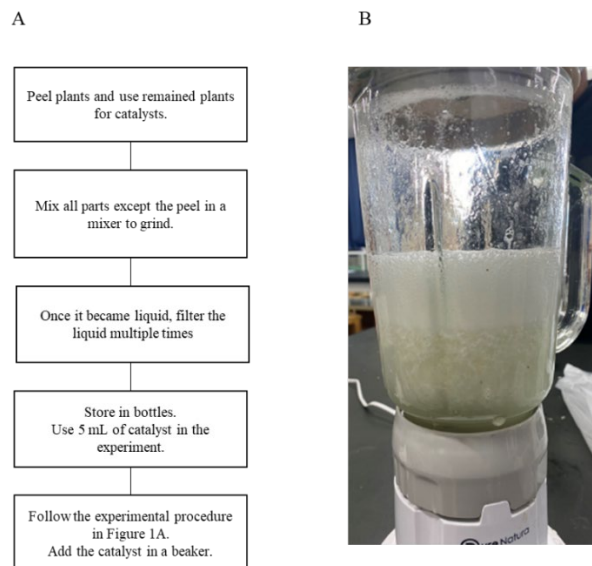 A
B
Peel plants and use remained plants
for catalysts.
Mix all parts except the peel in a
mixer to grind.
Once it became liquid, filter the
liquid multiple times
Store in bottles.
Use 5 mL of catalyst in the
experiment.
Follow the experimental procedure
in Figure 1A.
Add the catalyst in a beaker.
Natura